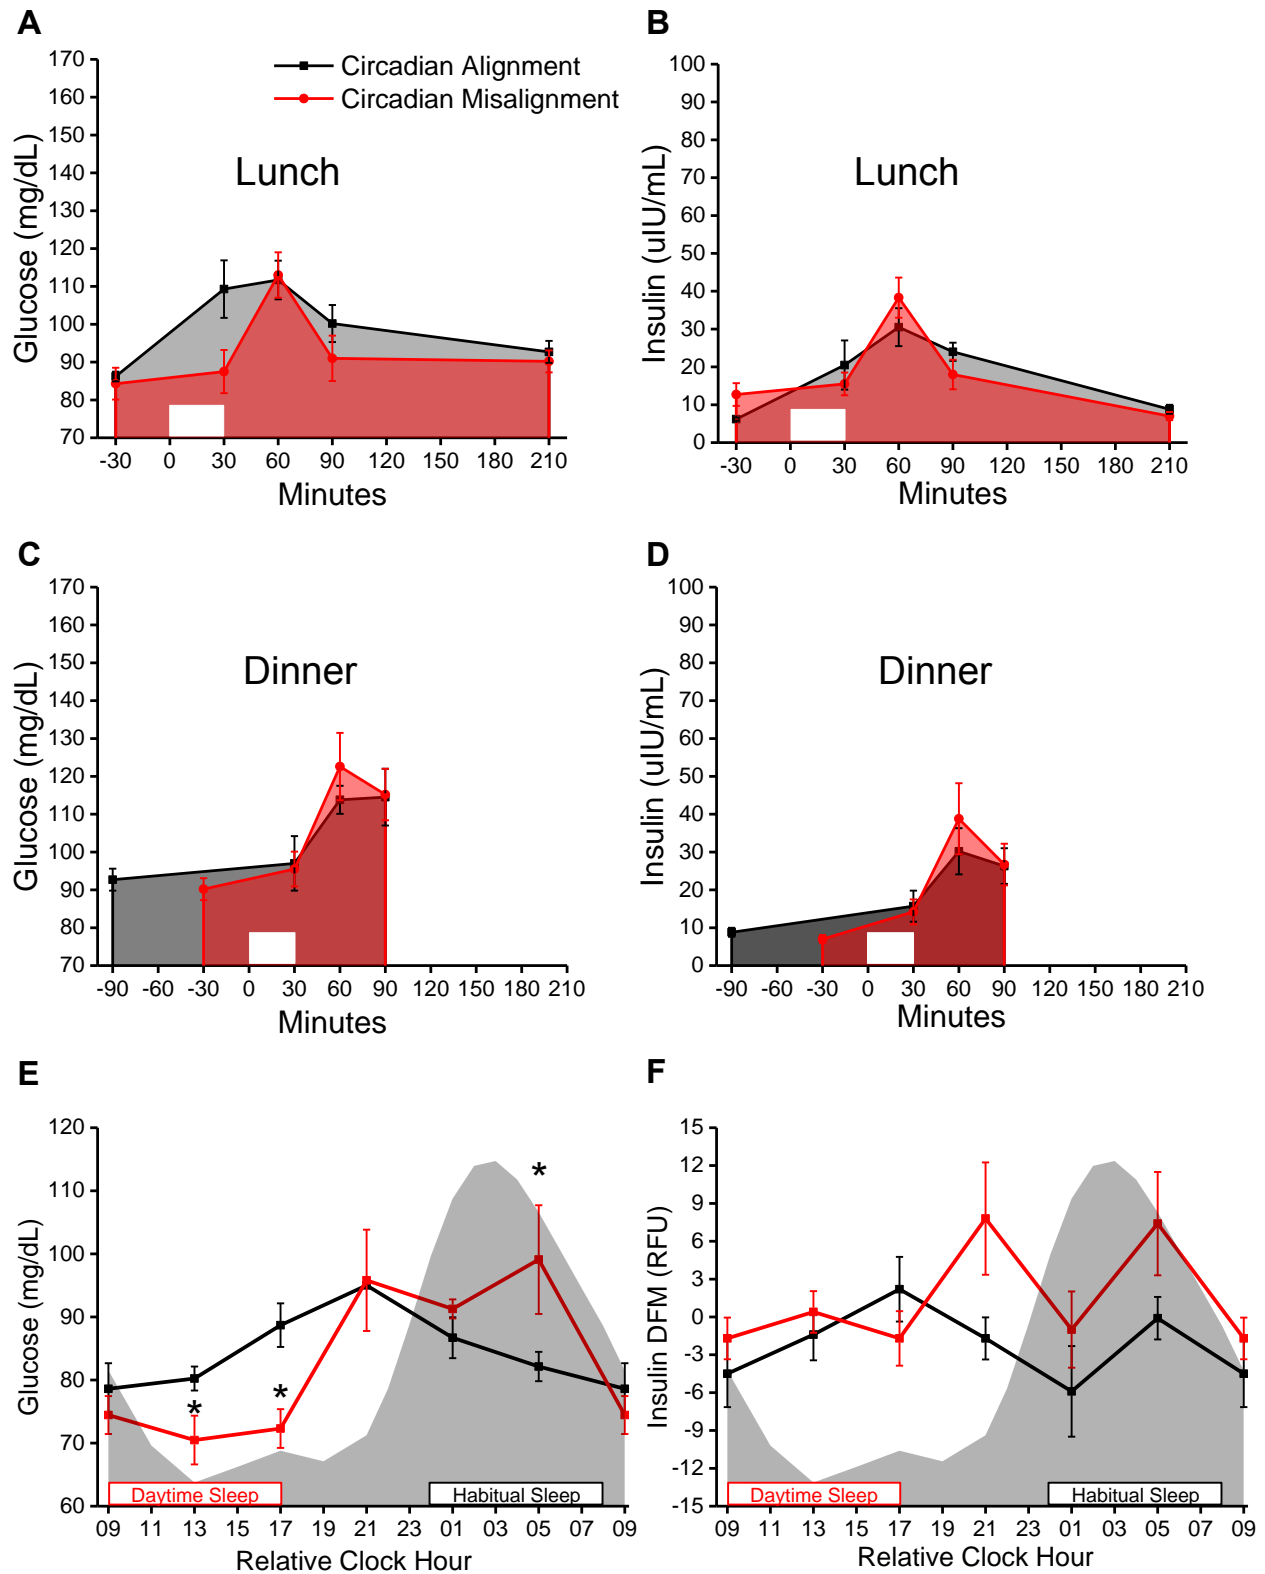 A
170
160
150
140
130
120
110
100
90
80
70
Glucose (mg/dL)
Circadian Alignment
Circadian Misalignment
Lunch
-30 0 30 60 90 120 150 180 210
Minutes
B
100
90
80
70
60
50
40
30
20
10
0
Insulin (uIU/mL)
Lunch
-30 0 30 60 90 120 150 180 210
Minutes
C
170
160
150
140
130
120
110
100
90
80
70
Glucose (mg/dL)
Dinner
-90 -60 -30 0 30 60 90 120 150 180 210
Minutes
D
100
90
80
70
60
50
40
30
20
10
0
Insulin (uIU/mL)
Dinner
-90 -60 -30 0 30 60 90 120 150 180 210
Minutes
E
120
110
100
90
80
70
60
Glucose (mg/dL)
*
*
*
Daytime Sleep
Habitual Sleep
09 11 13 15 17 19 21 23 01 03 05 07 09
Relative Clock Hour
F
15
12
9
6
3
0
-3
-6
-9
-12
-15
Insulin DFM (RFU)
Daytime Sleep
Habitual Sleep
09 11 13 15 17 19 21 23 01 03 05 07 09
Relative Clock Hour